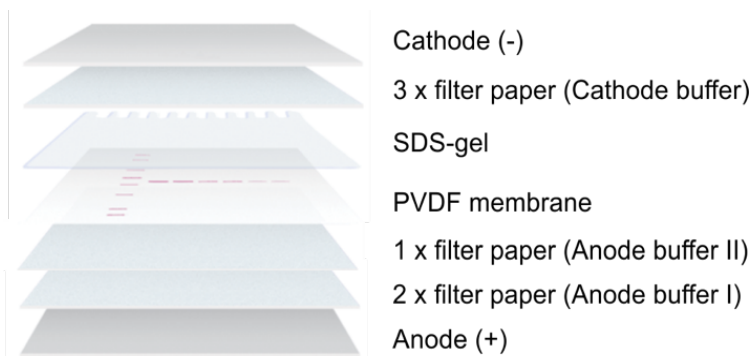 Cathode (-)
3 x filter paper (Cathode buffer)
SDS-gel
PVDF membrane
1 x filter paper (Anode buffer II)
2 x filter paper (Anode buffer I)
Anode (+)